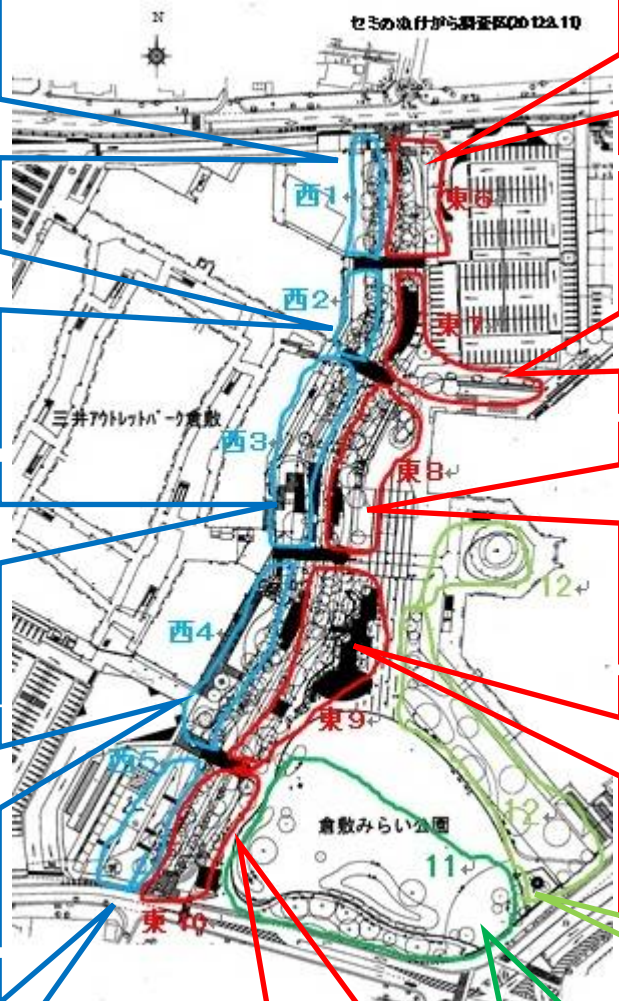 N
セミのぬけがら調査区(2012.8.11)
西1
東6
西2
東7
三井アウトレットパーク倉敷
西3
東8
12
西4
東9
西5
12
倉敷みらい公園
11
東10